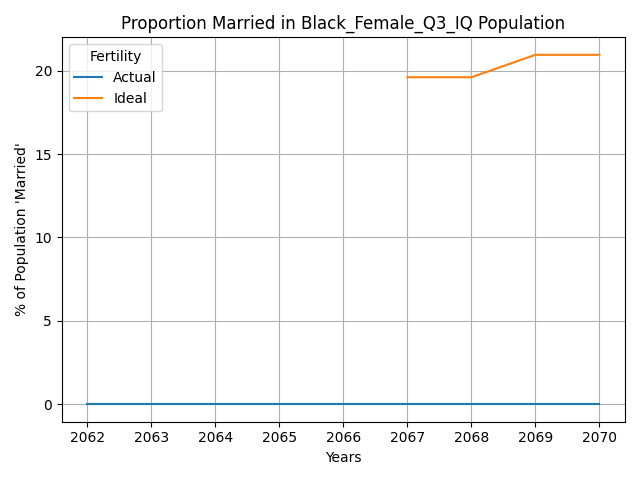 Proportion Married in Black_Female_Q3_IQ Population
Fertility
Actual
Ideal
% of Population 'Married'
20
15
10
5
0
2062 2063 2064 2065 2066 2067 2068 2069 2070
Years